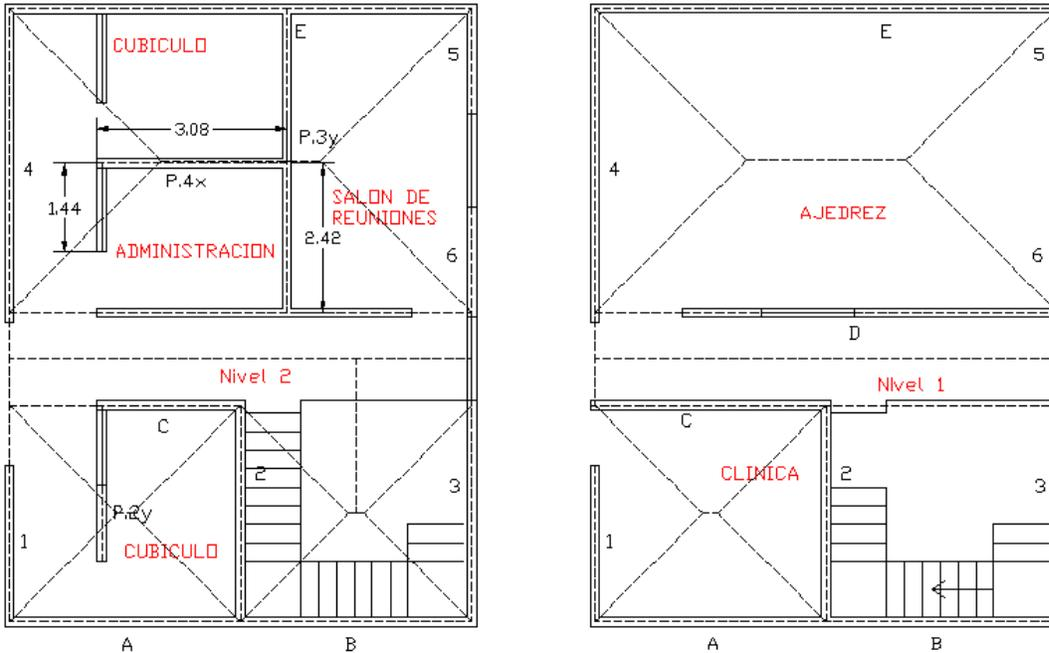 CUBICULO
E
5
3.08
P.3y
4
P.4x
1.44
SALON DE
REUNIONES
2.42
ADMINISTRACION
6
Nivel 2
C
2
3
P.2y
1
CUBICULO
A
B
E
5
4
AJEDREZ
6
D
NIvel 1
C
CLINICA
2
3
1
A
B